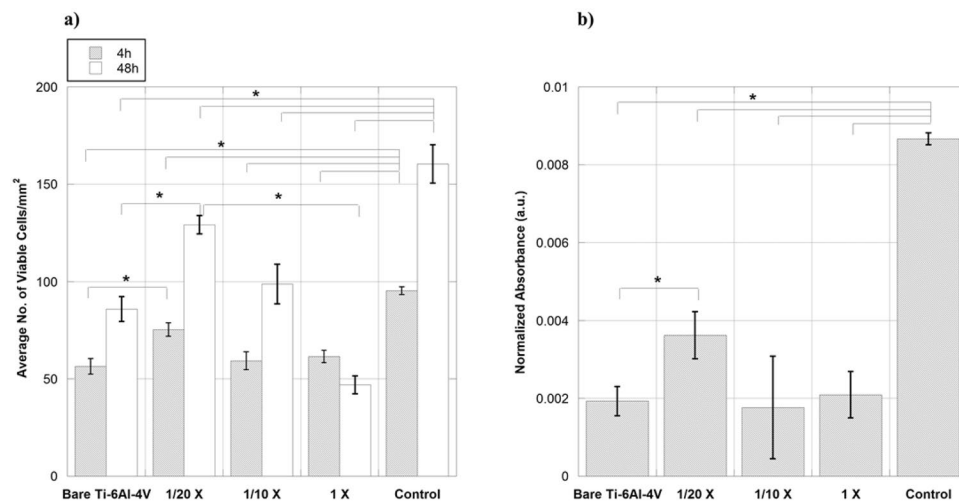 a)
4h
48h
200
150
100
50
0
Average No. of Viable Cells/mm²
*
*
*
*
*
Bare Ti-6Al-4V 1/20 X 1/10 X 1 X Control
b)
0.01
0.008
0.006
0.004
0.002
0
Normalized Absorbance (a.u.)
*
*
Bare Ti-6Al-4V 1/20 X 1/10 X 1 X Control